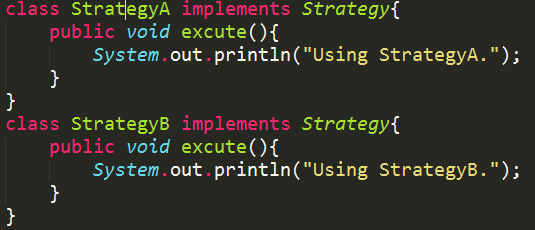 class StrategyA implements Strategy{
    public void excute(){
        System.out.println("Using StrategyA.");
    }
}
class StrategyB implements Strategy{
    public void excute(){
        System.out.println("Using StrategyB.");
    }
}